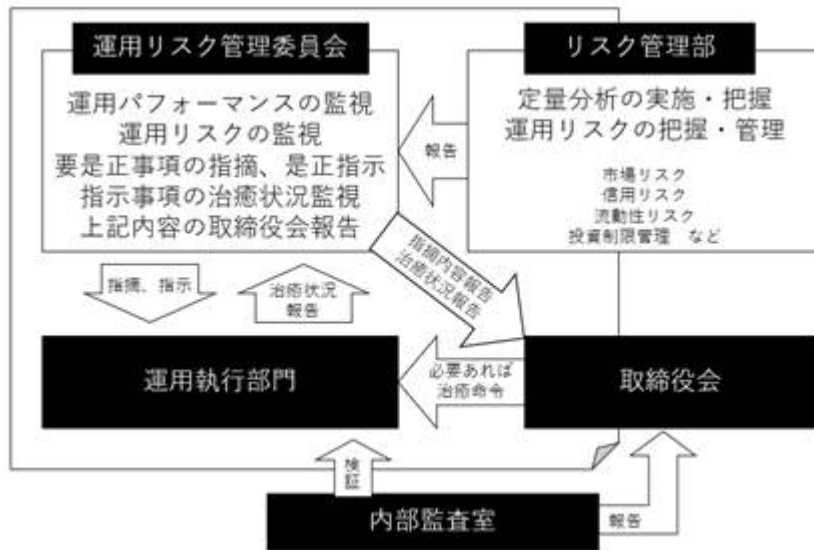 運用リスク管理委員会
運用パフォーマンスの監視
運用リスクの監視
要是正事項の指摘、是正指示
指示事項の治癒状況監視
上記内容の取締役会報告
リスク管理部
定量分析の実施・把握
運用リスクの把握・管理
市場リスク
信用リスク
流動性リスク
投資制限管理　など
報告
指摘、指示
治癒状況
報告
指摘内容報告
治癒状況報告
運用執行部門
必要あれば
治癒命令
取締役会
検証
内部監査室
報告